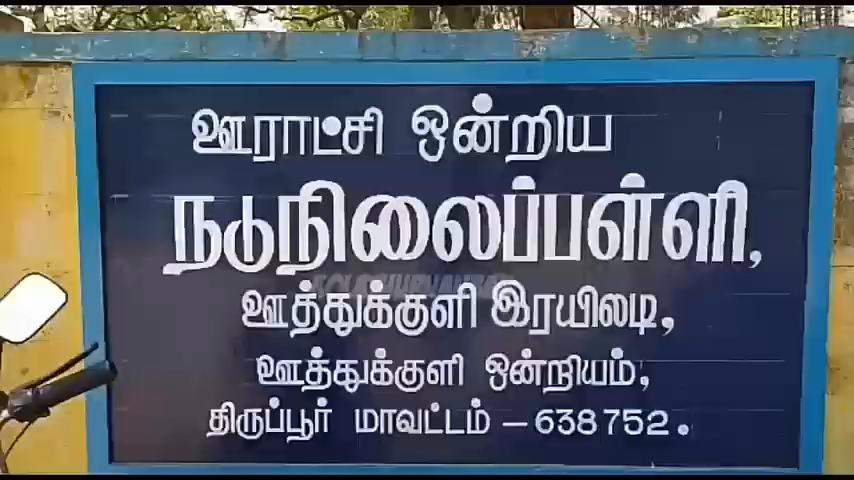 ஊராட்சி ஒன்றிய
நடுநிலைப்பள்ளி,
ஊத்துக்குளி இரயிலடி,
ஊத்துக்குளி ஒன்றியம்,
திருப்பூர் மாவட்டம் – 638752.